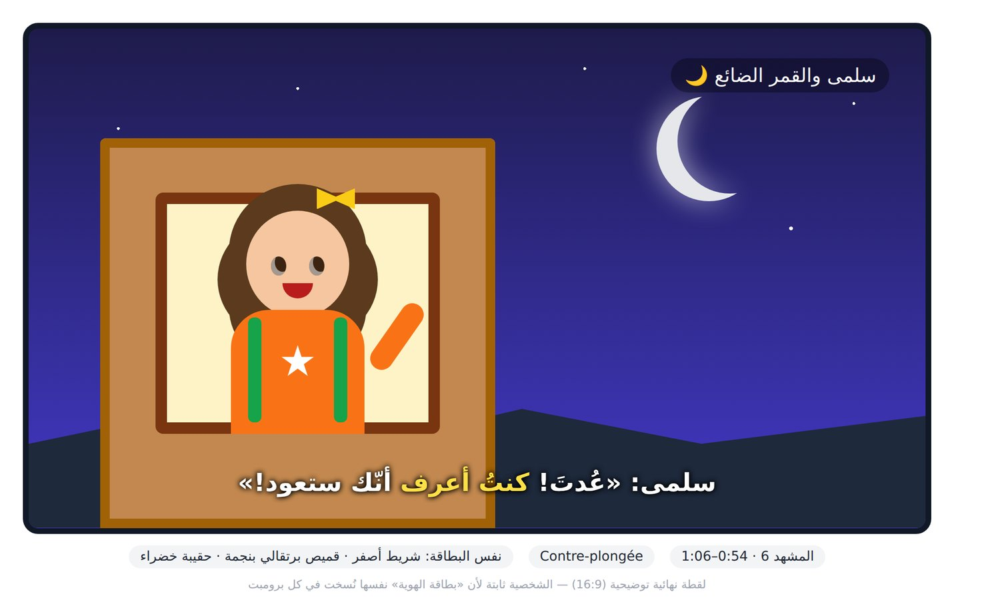 سلمى والقمر الضائع 🌙
سلمى: «عُدتَ! كنتُ أعرف أنّك ستعود!»
المشهد 6 · 0:54–1:06
Contre-plongée
نفس البطاقة: شريط أصفر · قميص برتقالي بنجمة · حقيبة خضراء
لقطة نهائية توضيحية (16:9) — الشخصية ثابتة لأن «بطاقة الهوية» نفسها نُسخت في كل برومبت